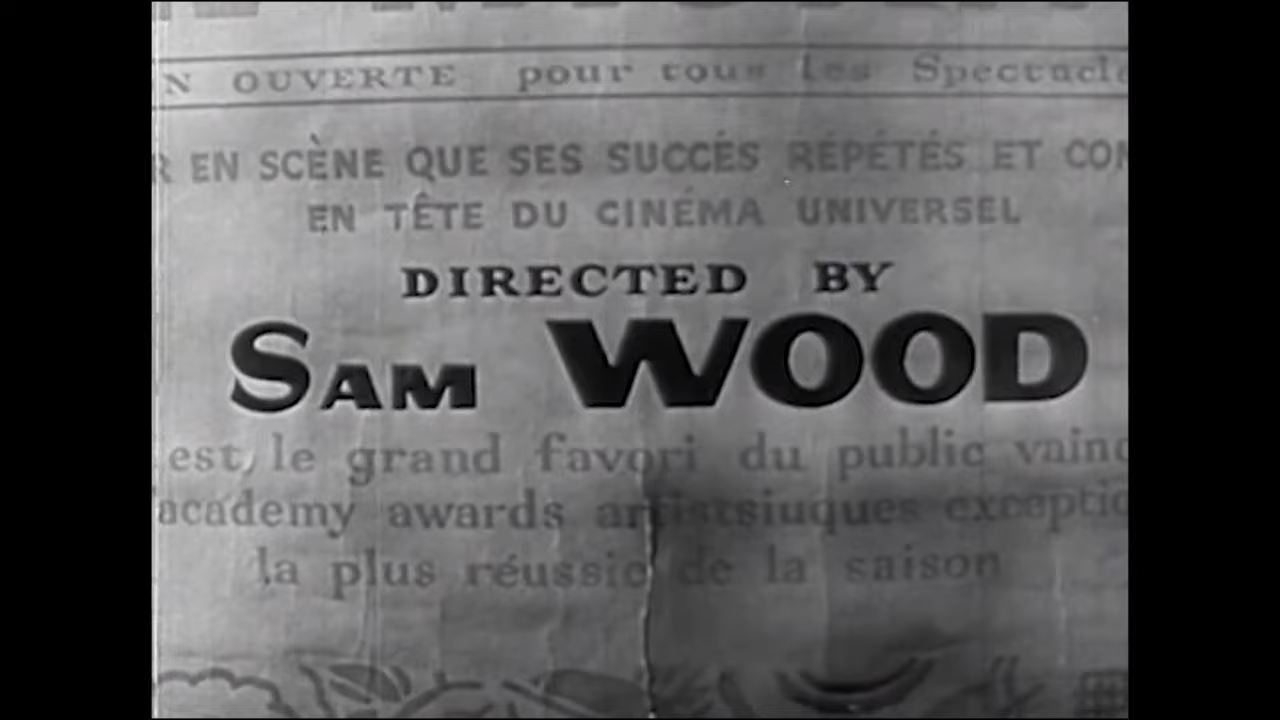 N OUVERTE pour tous les Spectacle
R EN SCÈNE QUE SES SUCCÉS RÉPÉTÉS ET CON
EN TÊTE DU CINÉMA UNIVERSEL
DIRECTED BY
SAM WOOD
est, le grand favori du public vainc
academy awards artistsiuques exceptio
la plus réussie de la saison